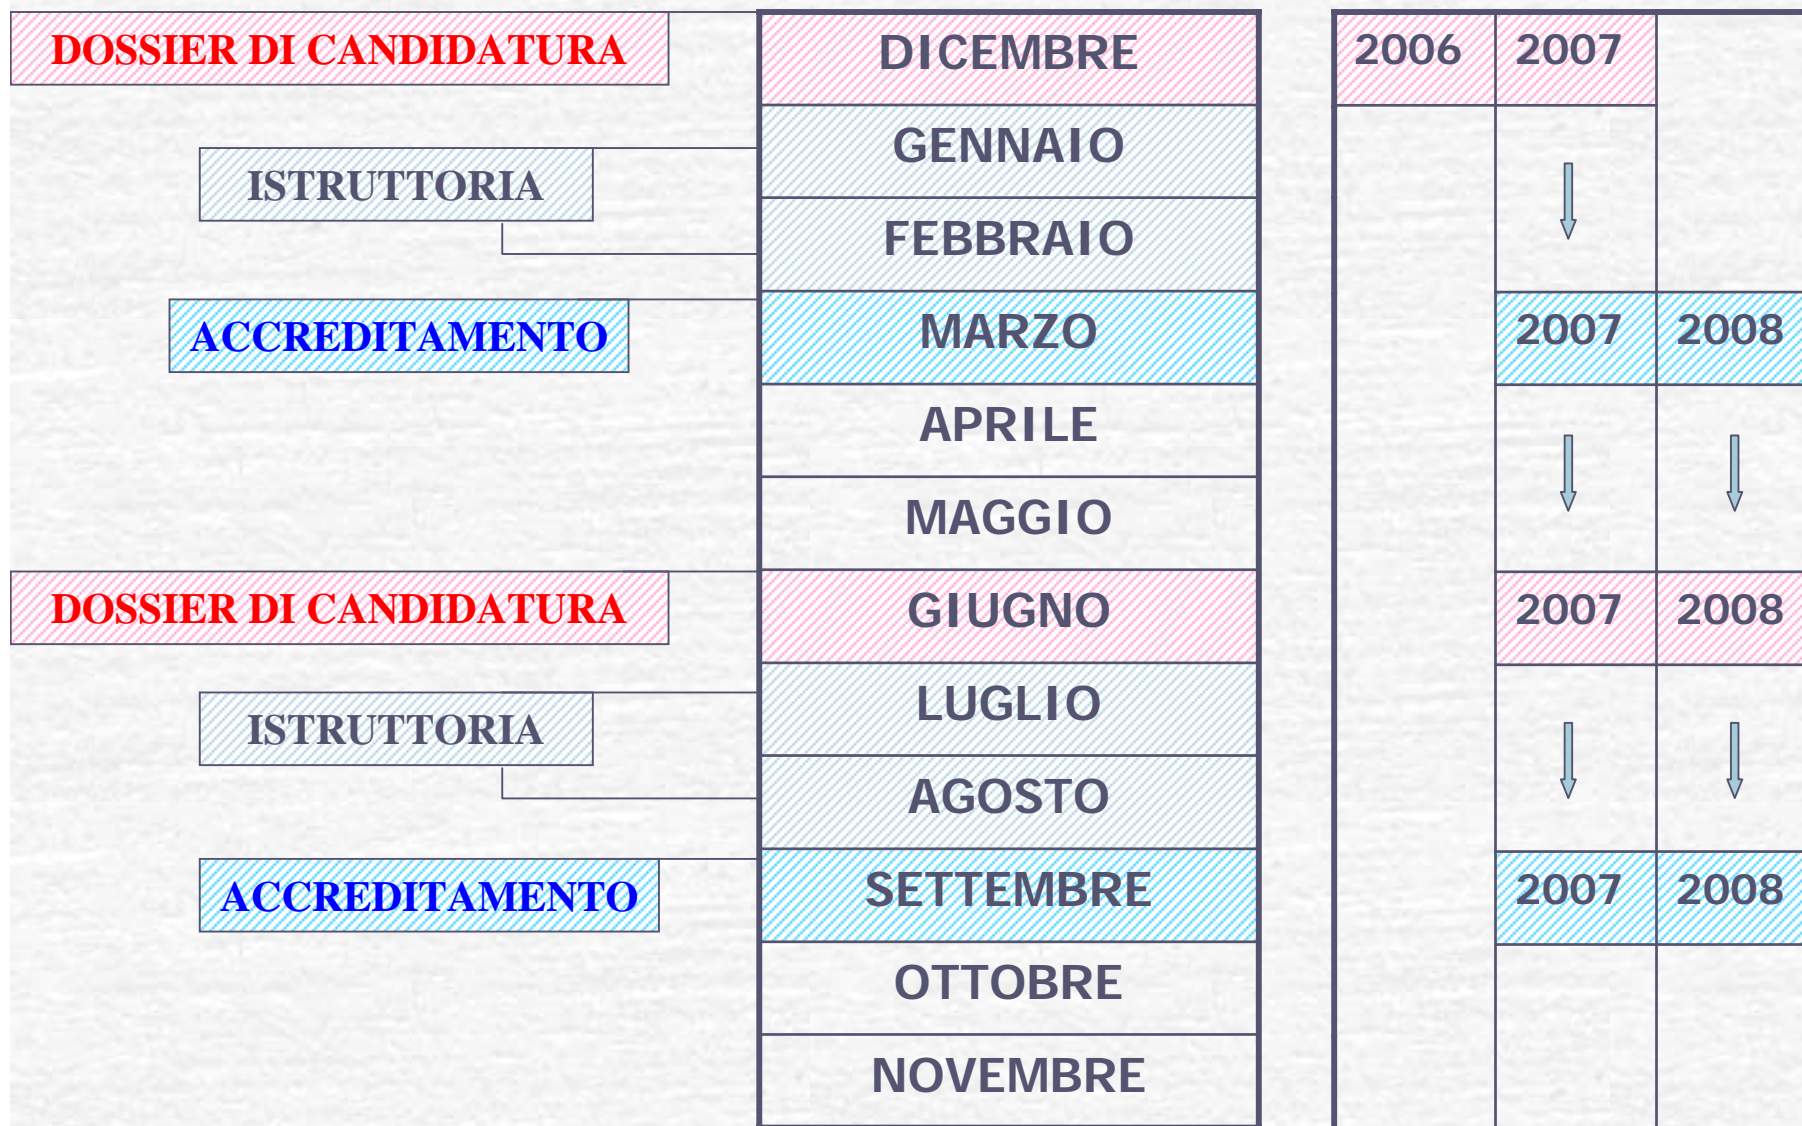 DOSSIER DI CANDIDATURA DICEMBRE 2006 2007
GENNAIO
ISTRUTTORIA
FEBBRAIO
ACCREDITAMENTO MARZO 2007 2008
APRILE
MAGGIO
DOSSIER DI CANDIDATURA GIUGNO 2007 2008
LUGLIO
ISTRUTTORIA
AGOSTO
ACCREDITAMENTO SETTEMBRE 2007 2008
OTTOBRE
NOVEMBRE